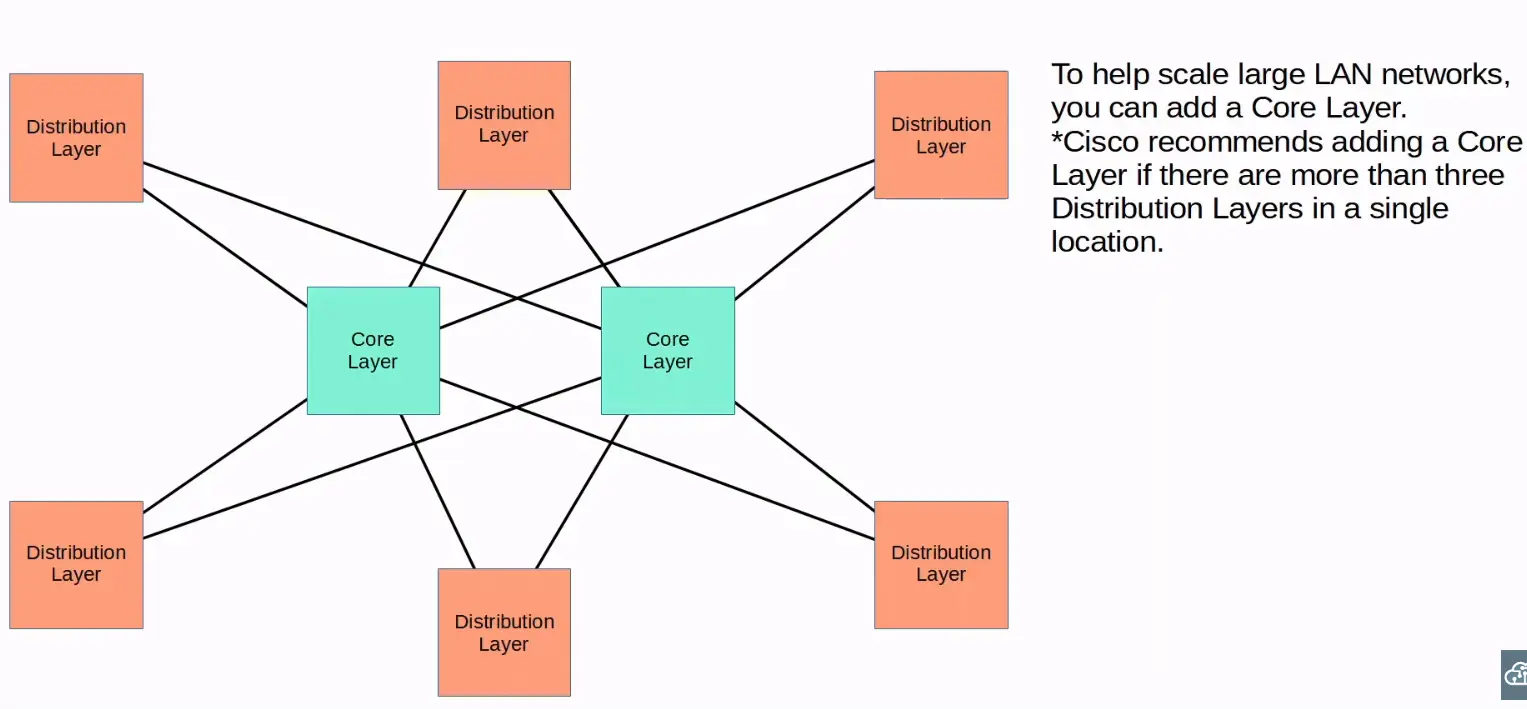 Distribution
Layer
Distribution
Layer
Distribution
Layer
To help scale large LAN networks,
you can add a Core Layer.
*Cisco recommends adding a Core
Layer if there are more than three
Distribution Layers in a single
location.
Core
Layer
Core
Layer
Distribution
Layer
Distribution
Layer
Distribution
Layer